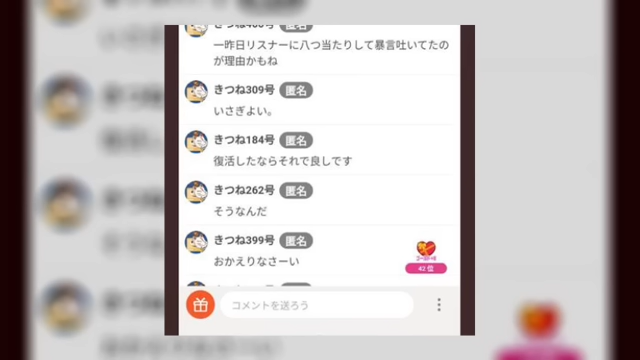 一昨日リスナーに八つ当たりして暴言吐いてたの
が理由かもね
きつね309号 匿名
いさぎよい。
きつね184号 匿名
復活したならそれで良しです
きつね262号 匿名
そうなんだ
きつね399号 匿名
おかえりなさーい
42 位
コメントを送ろう